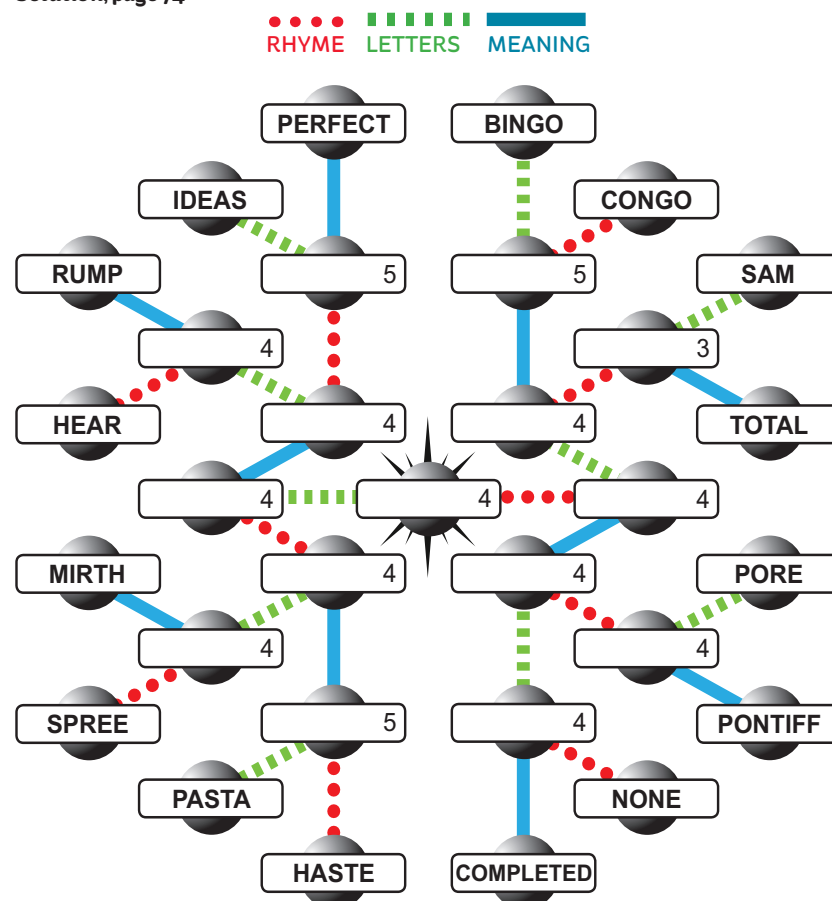 RHYME LETTERS MEANING
PERFECT BINGO
IDEAS CONGO
RUMP 5 5 SAM
4 3
HEAR 4 4 TOTAL
4 4 4
MIRTH 4 4 PORE
4 4
SPREE 5 4 PONTIFF
PASTA NONE
HASTE COMPLETED